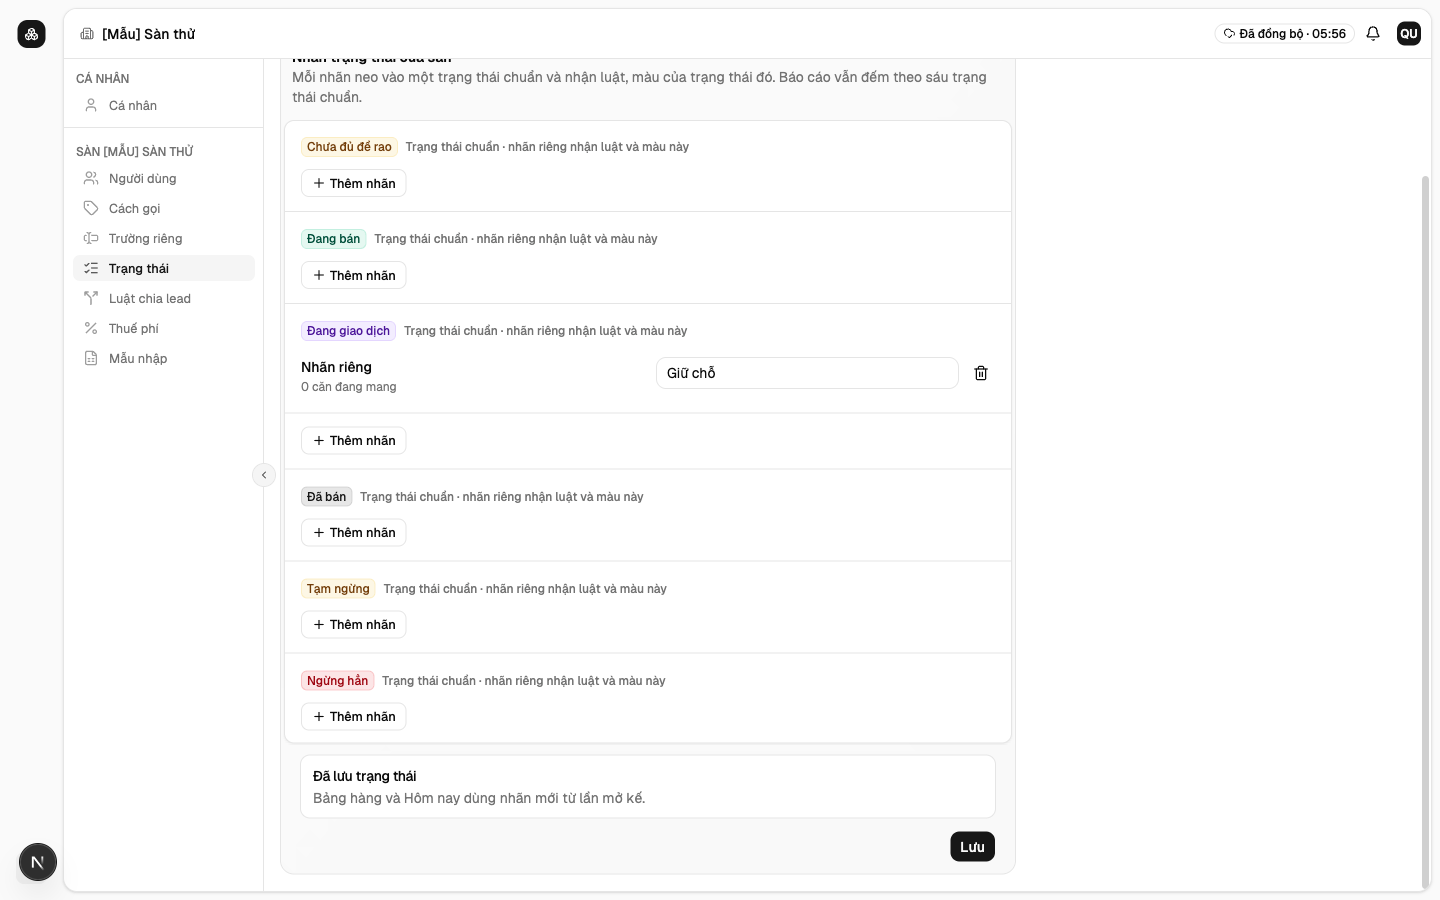 [Mẫu] Sàn thử
Đã đồng bộ · 05:56
QU
CÁ NHÂN
Cá nhân
SÀN [MẪU] SÀN THỬ
Người dùng
Cách gọi
Trường riêng
Trạng thái
Luật chia lead
Thuế phí
Mẫu nhập
Nhãn trạng thái của sàn
Mỗi nhãn neo vào một trạng thái chuẩn và nhận luật, màu của trạng thái đó. Báo cáo vẫn đếm theo sáu trạng
thái chuẩn.
Chưa đủ để rao Trạng thái chuẩn · nhãn riêng nhận luật và màu này
Thêm nhãn
Đang bán Trạng thái chuẩn · nhãn riêng nhận luật và màu này
Thêm nhãn
Đang giao dịch Trạng thái chuẩn · nhãn riêng nhận luật và màu này
Nhãn riêng
0 căn đang mang
Giữ chỗ
Thêm nhãn
Đã bán Trạng thái chuẩn · nhãn riêng nhận luật và màu này
Thêm nhãn
Tạm ngừng Trạng thái chuẩn · nhãn riêng nhận luật và màu này
Thêm nhãn
Ngừng hẳn Trạng thái chuẩn · nhãn riêng nhận luật và màu này
Thêm nhãn
Đã lưu trạng thái
Bảng hàng và Hôm nay dùng nhãn mới từ lần mở kế.
Lưu
N